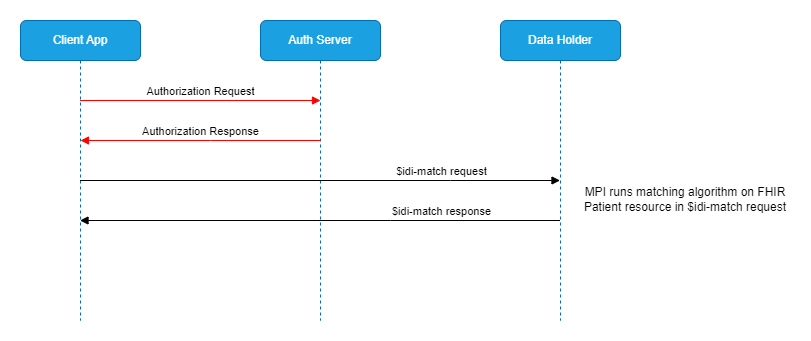 Client App
Auth Server
Data Holder
Authorization Request
Authorization Response
$idi-match request
MPI runs matching algorithm on FHIR
Patient resource in $idi-match request
$idi-match response